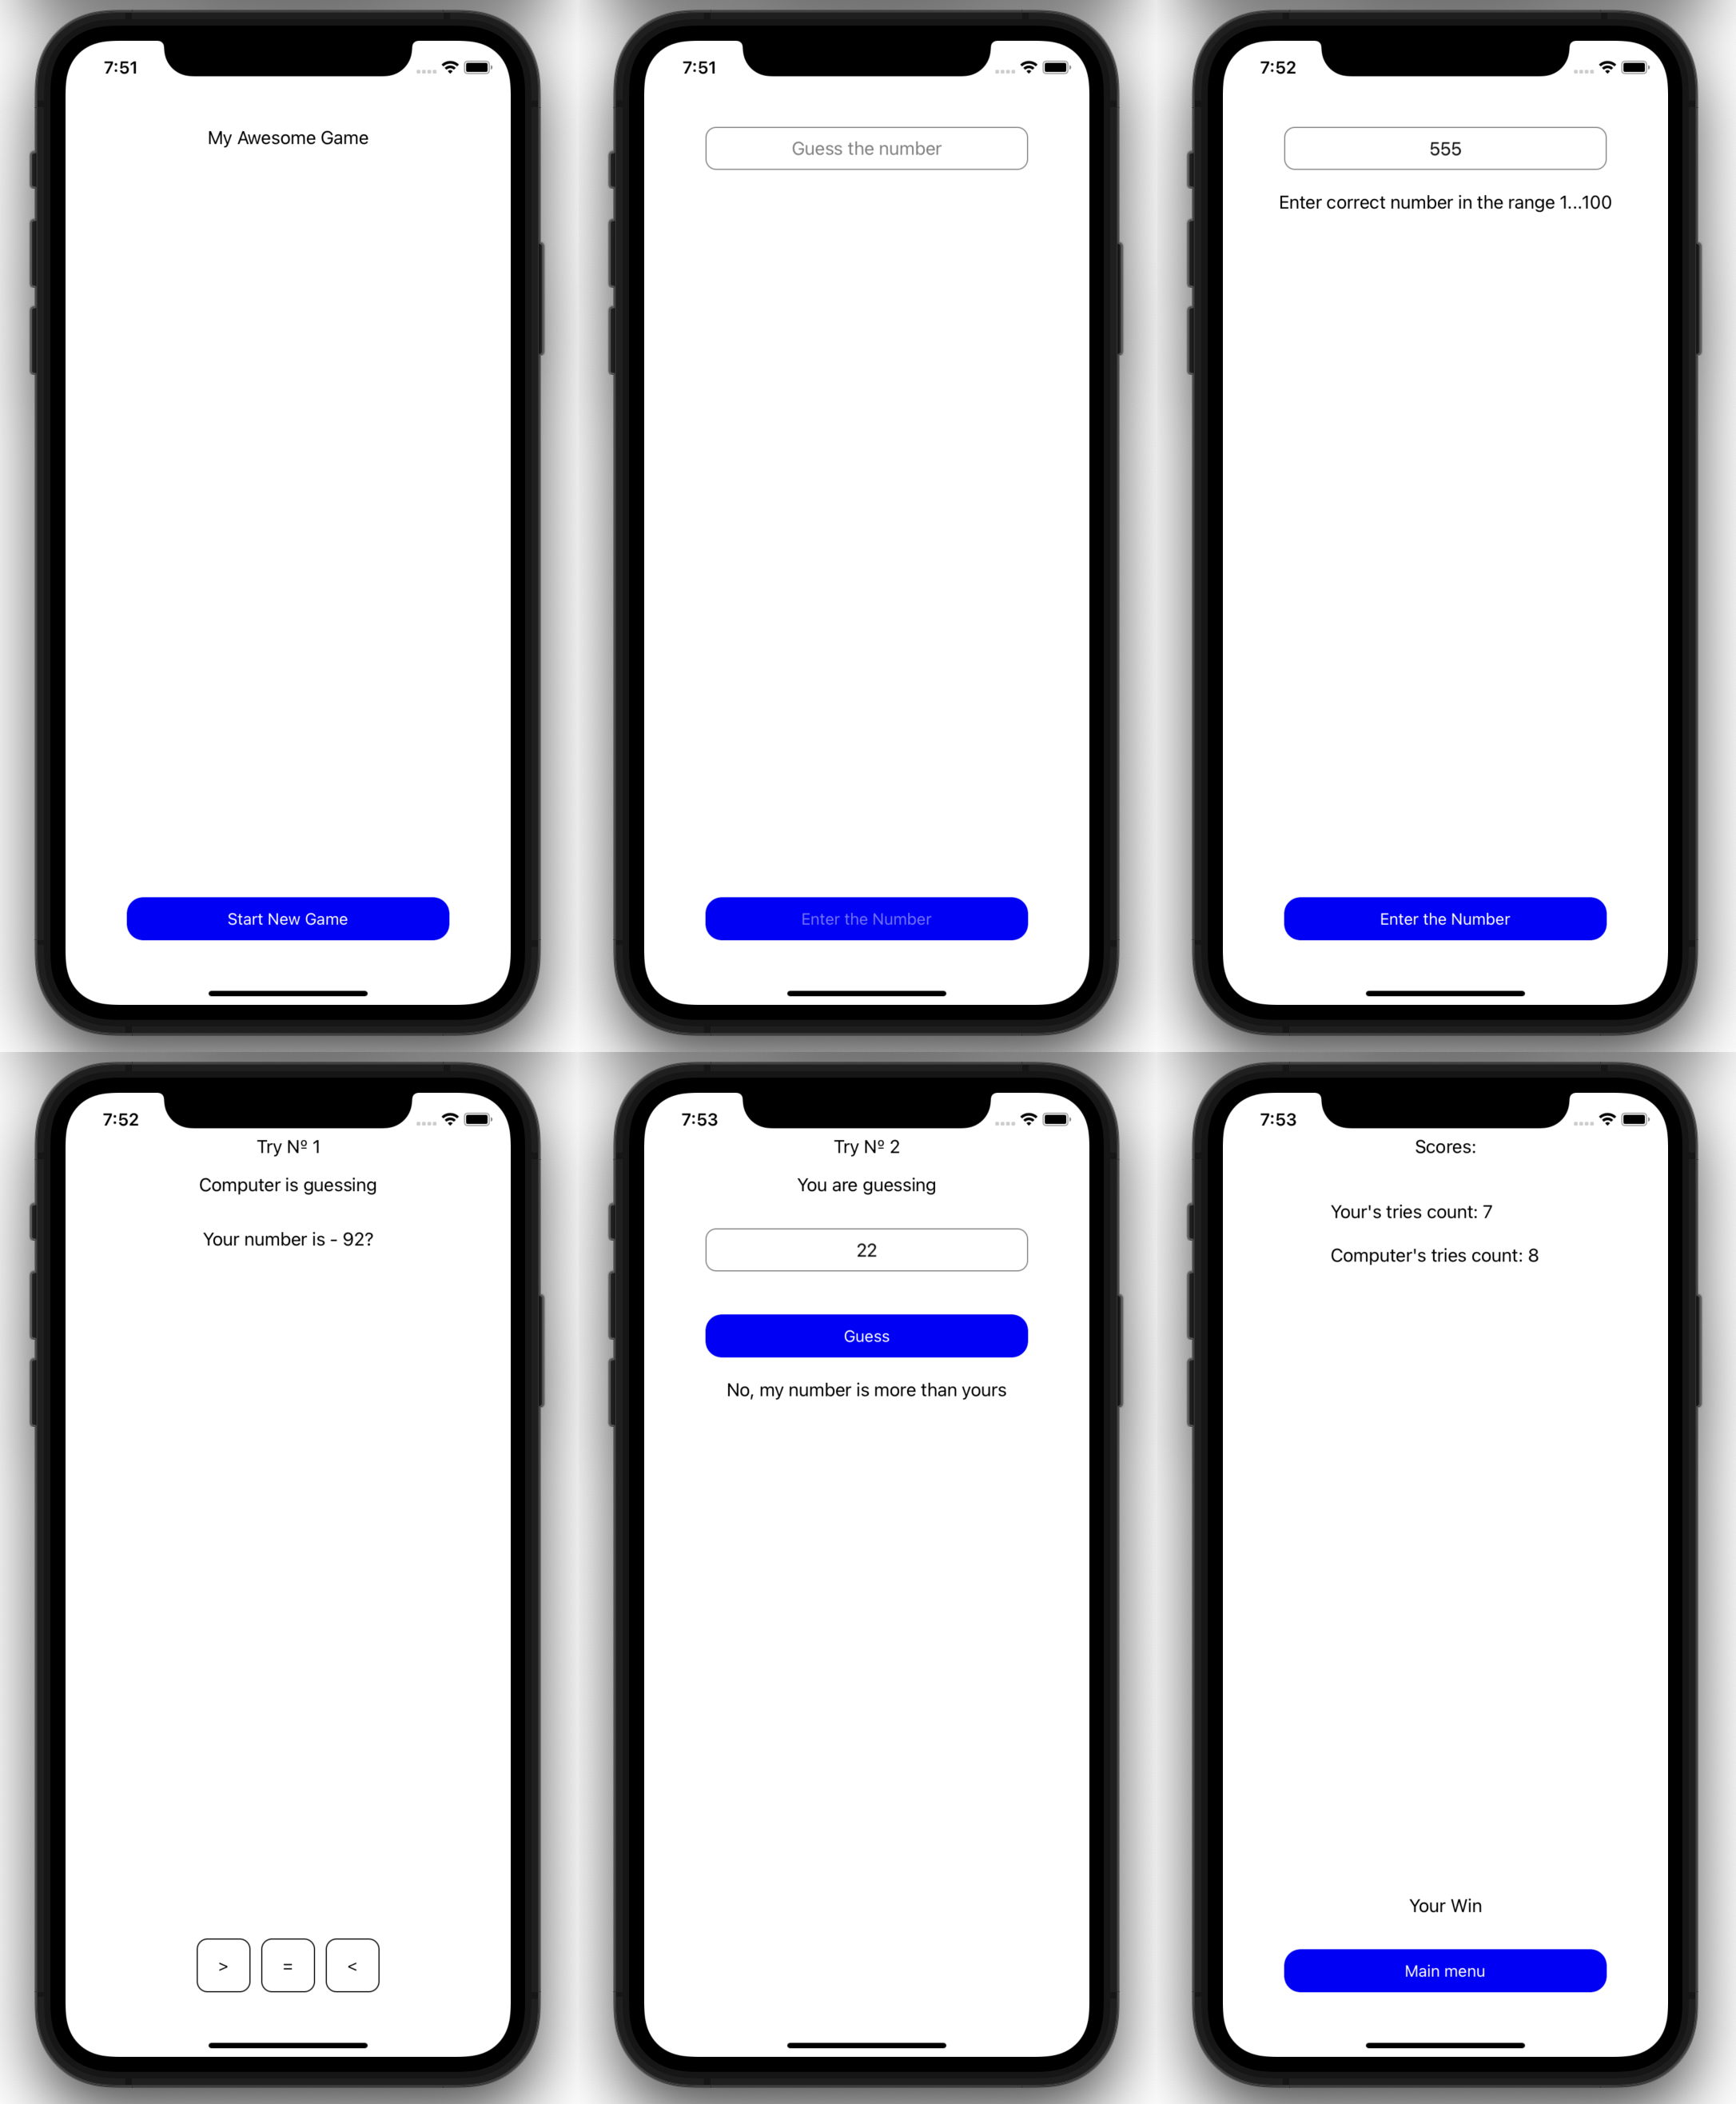 7:51
My Awesome Game
Start New Game
7:51
Guess the number
Enter the Number
7:52
555
Enter correct number in the range 1...100
Enter the Number
7:52
Try Nº 1
Computer is guessing
Your number is - 92?
> = <
7:53
Try Nº 2
You are guessing
22
Guess
No, my number is more than yours
7:53
Scores:
Your's tries count: 7
Computer's tries count: 8
Your Win
Main menu